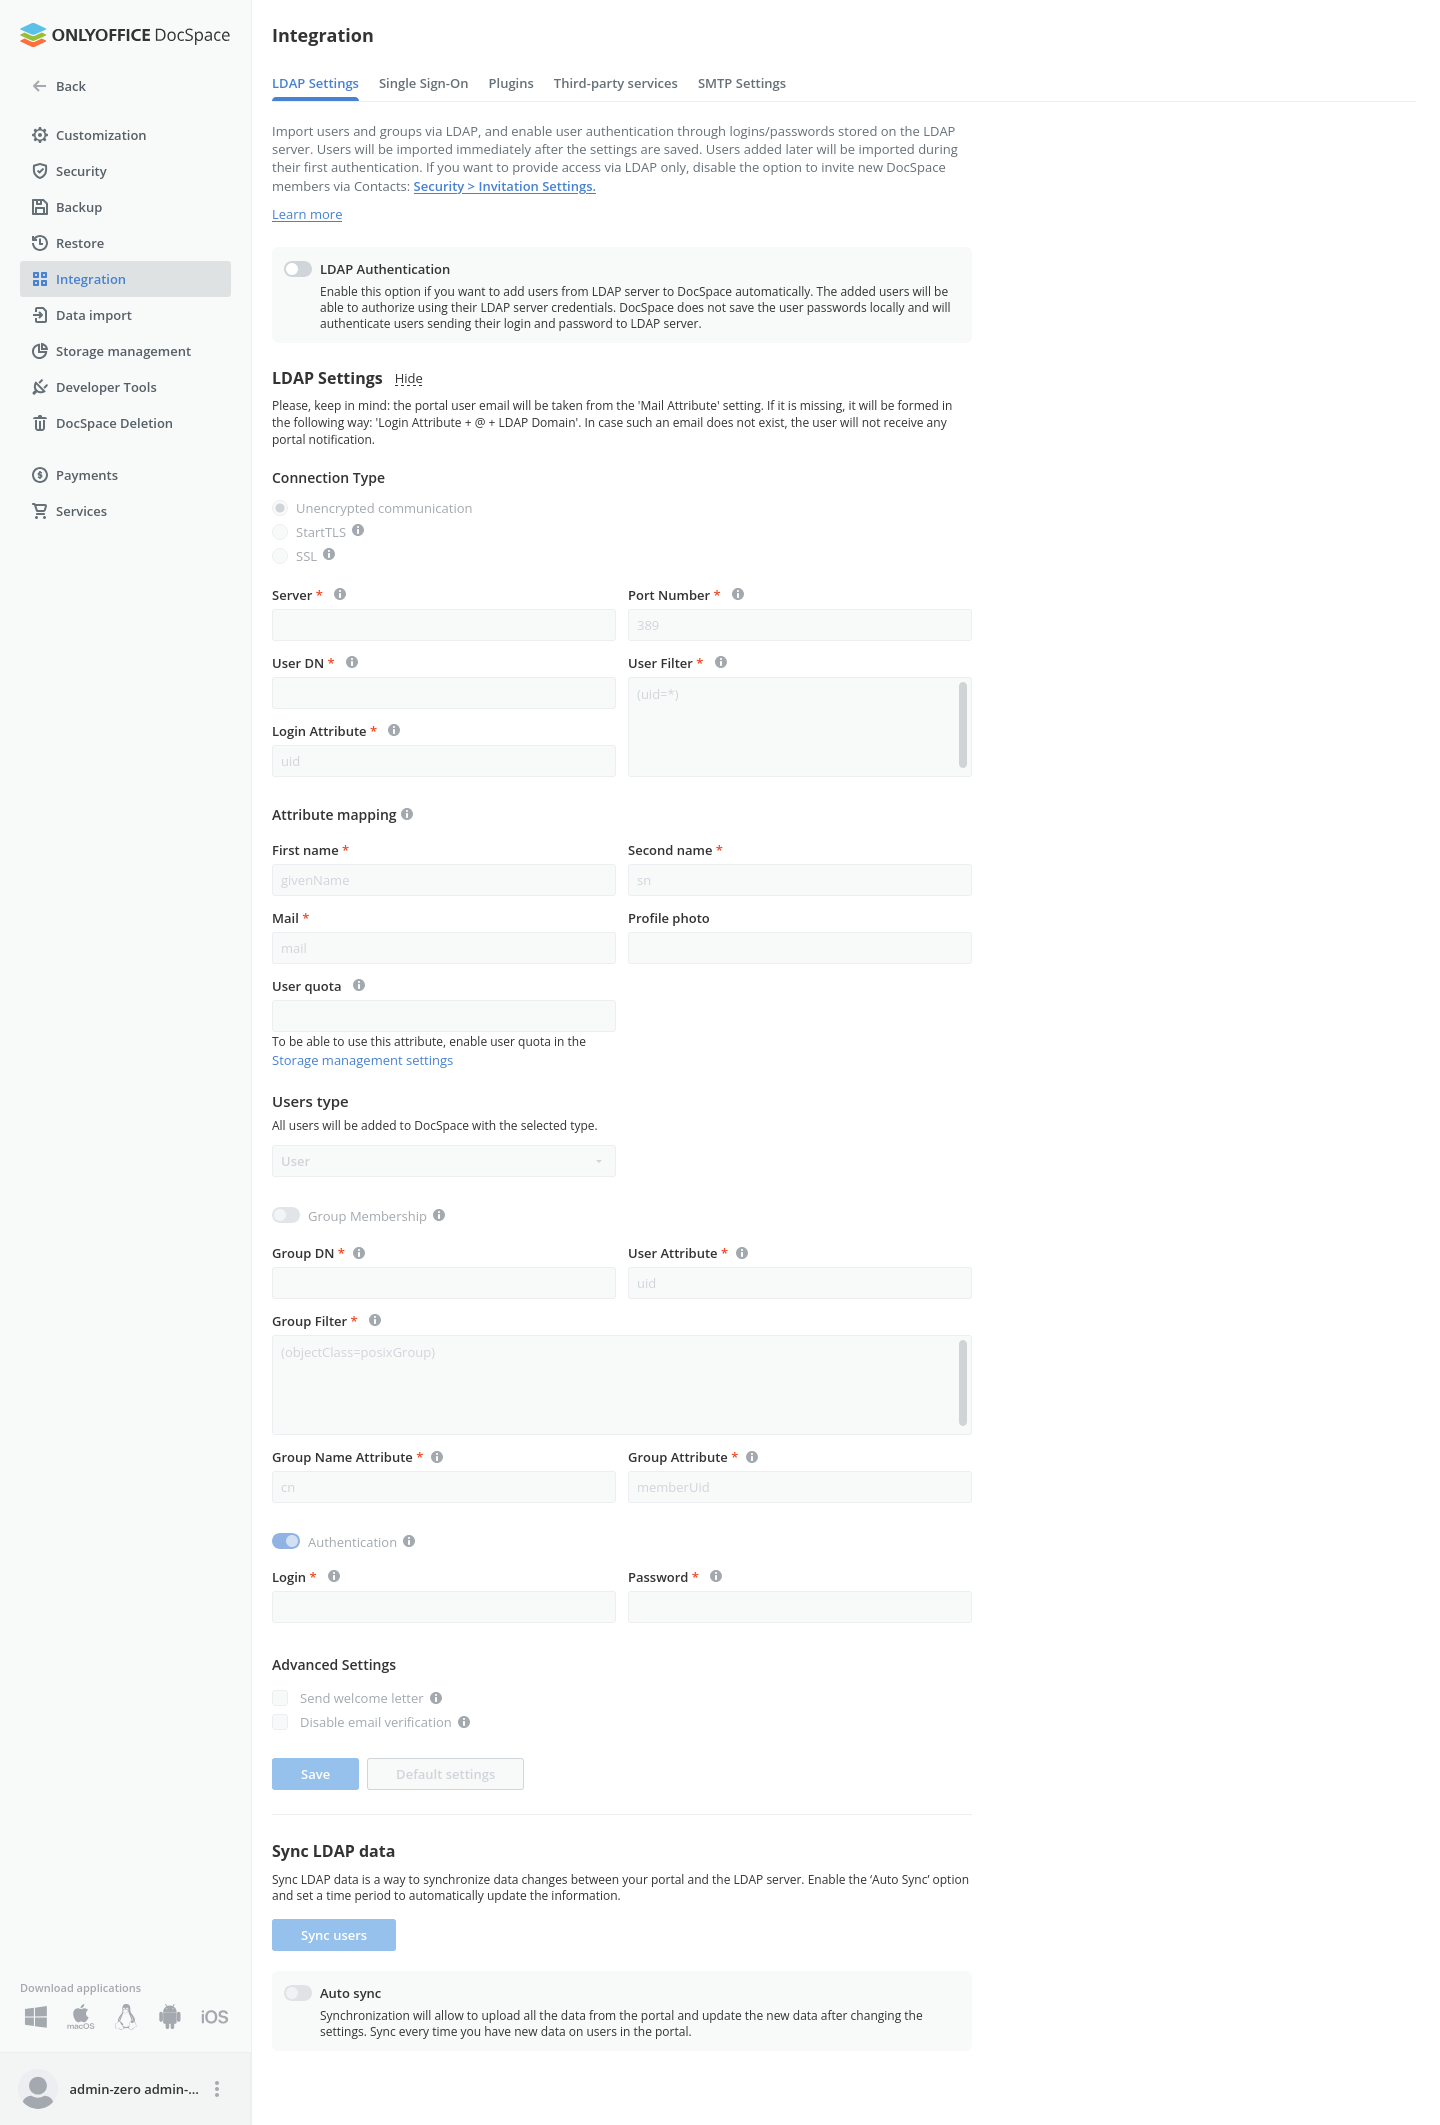 ONLYOFFICE DocSpace
Back
Customization
Security
Backup
Restore
Integration
Data import
Storage management
Developer Tools
DocSpace Deletion
Payments
Services
Download applications
macOS
iOS
admin-zero admin-...
Integration
LDAP Settings Single Sign-On Plugins Third-party services SMTP Settings
Import users and groups via LDAP, and enable user authentication through logins/passwords stored on the LDAP
server. Users will be imported immediately after the settings are saved. Users added later will be imported during
their first authentication. If you want to provide access via LDAP only, disable the option to invite new DocSpace
members via Contacts: Security > Invitation Settings.
Learn more
LDAP Authentication
Enable this option if you want to add users from LDAP server to DocSpace automatically. The added users will be
able to authorize using their LDAP server credentials. DocSpace does not save the user passwords locally and will
authenticate users sending their login and password to LDAP server.
LDAP Settings Hide
Please, keep in mind: the portal user email will be taken from the 'Mail Attribute' setting. If it is missing, it will be formed in
the following way: 'Login Attribute + @ + LDAP Domain'. In case such an email does not exist, the user will not receive any
portal notification.
Connection Type
Unencrypted communication
StartTLS
SSL
Server * Port Number *
389
User DN * User Filter *
(uid=*)
Login Attribute *
uid
Attribute mapping
First name * Second name *
givenName sn
Mail * Profile photo
mail
User quota
To be able to use this attribute, enable user quota in the
Storage management settings
Users type
All users will be added to DocSpace with the selected type.
User
Group Membership
Group DN * User Attribute *
uid
Group Filter *
(objectClass=posixGroup)
Group Name Attribute * Group Attribute *
cn memberUid
Authentication
Login * Password *
Advanced Settings
Send welcome letter
Disable email verification
Save Default settings
Sync LDAP data
Sync LDAP data is a way to synchronize data changes between your portal and the LDAP server. Enable the ‘Auto Sync’ option
and set a time period to automatically update the information.
Sync users
Auto sync
Synchronization will allow to upload all the data from the portal and update the new data after changing the
settings. Sync every time you have new data on users in the portal.